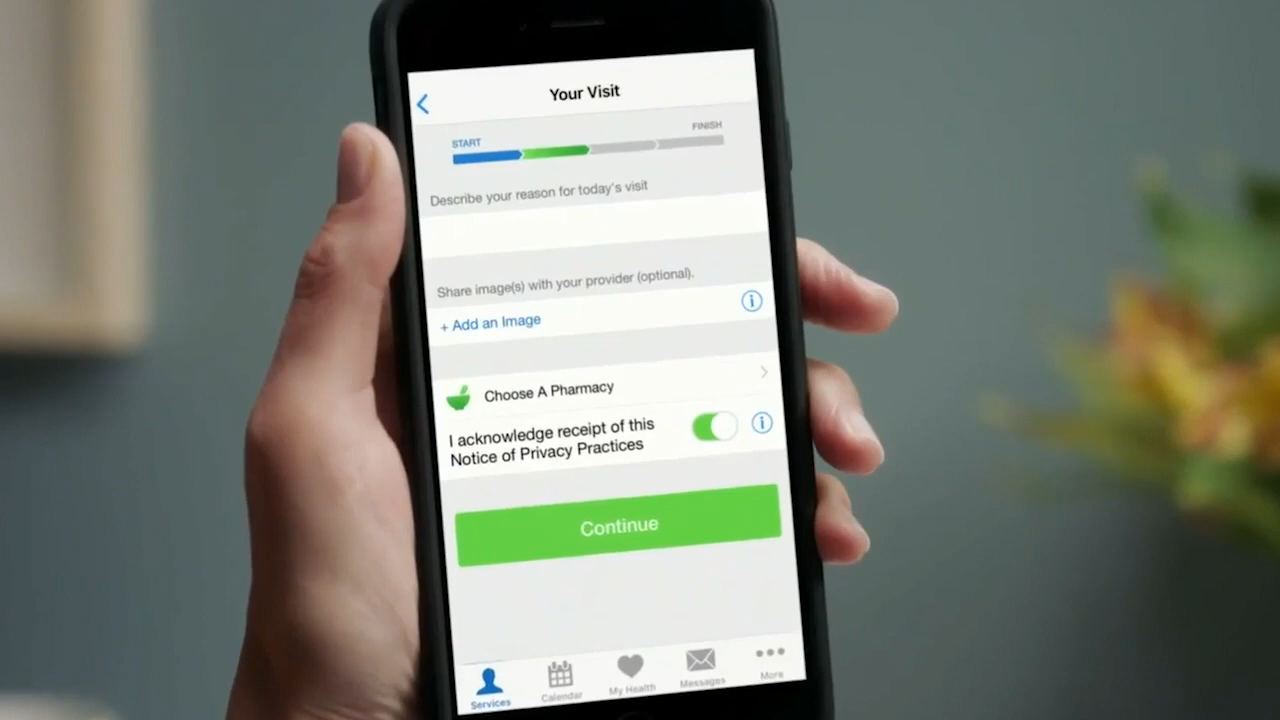 Your Visit
START
FINISH
Describe your reason for today's visit
Share image(s) with your provider (optional).
+ Add an Image
Choose A Pharmacy
I acknowledge receipt of this
Notice of Privacy Practices
Continue
Services
Calendar
My Health
Messages
More